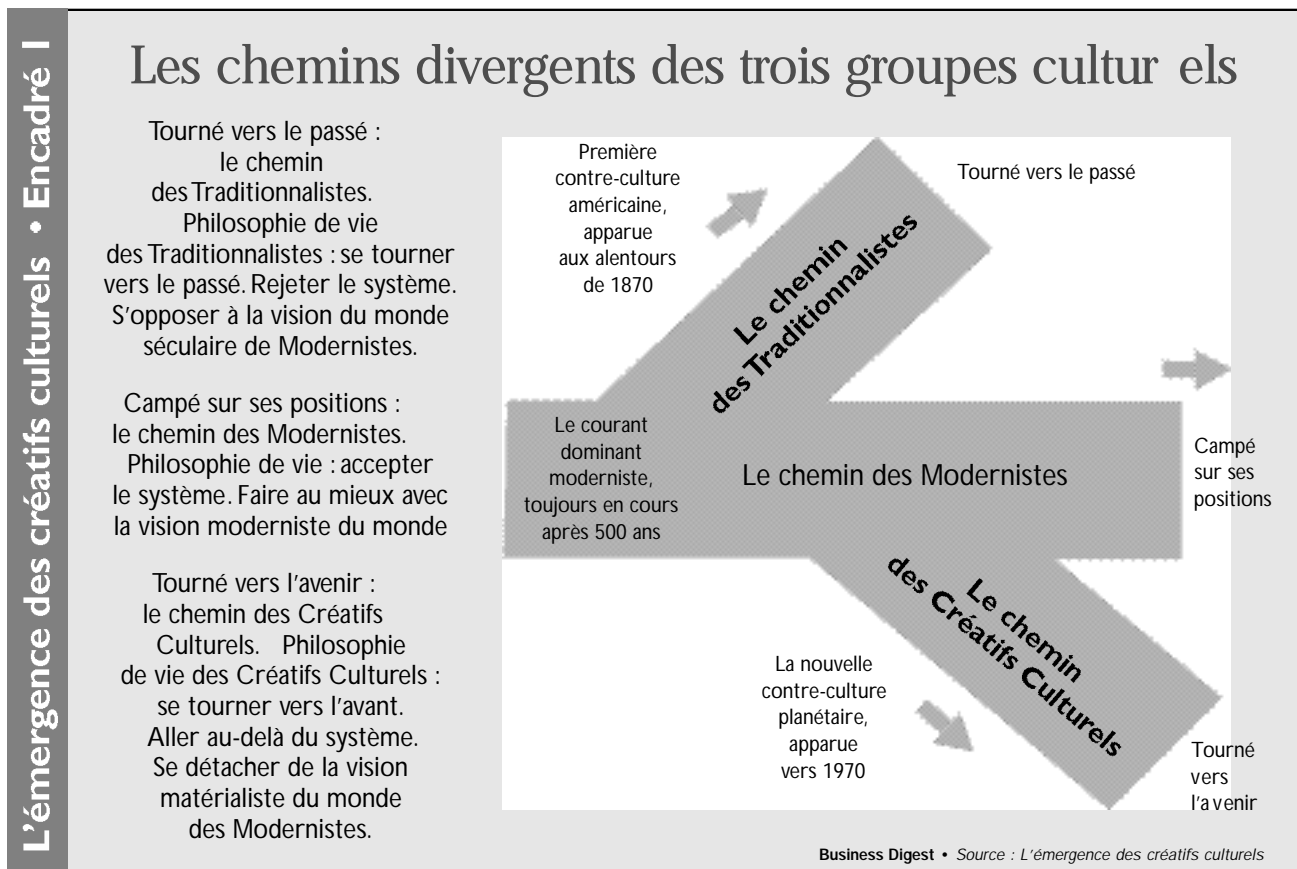 L'émergence des créatifs culturels • Encadré 1
Les chemins divergents des trois groupes cultur els
Tourné vers le passé :
le chemin
des Traditionnalistes.
Philosophie de vie
des Traditionnalistes : se tourner
vers le passé. Rejeter le système.
S'opposer à la vision du monde
séculaire de Modernistes.
Campé sur ses positions :
le chemin des Modernistes.
Philosophie de vie : accepter
le système. Faire au mieux avec
la vision moderniste du monde
Tourné vers l'avenir :
le chemin des Créatifs
Culturels. Philosophie
de vie des Créatifs Culturels :
se tourner vers l'avant.
Aller au-delà du système.
Se détacher de la vision
matérialiste du monde
des Modernistes.
Première
contre-culture
américaine,
apparue
aux alentours
de 1870
Le chemin
des Traditionnalistes
Tourné vers le passé
Le courant
dominant
moderniste,
toujours en cours
après 500 ans
Le chemin des Modernistes
Campé
sur ses
positions
La nouvelle
contre-culture
planétaire,
apparue
vers 1970
Le chemin
des Créatifs Culturels
Tourné
vers
l'a venir
Business Digest • Source : L'émergence des créatifs culturels